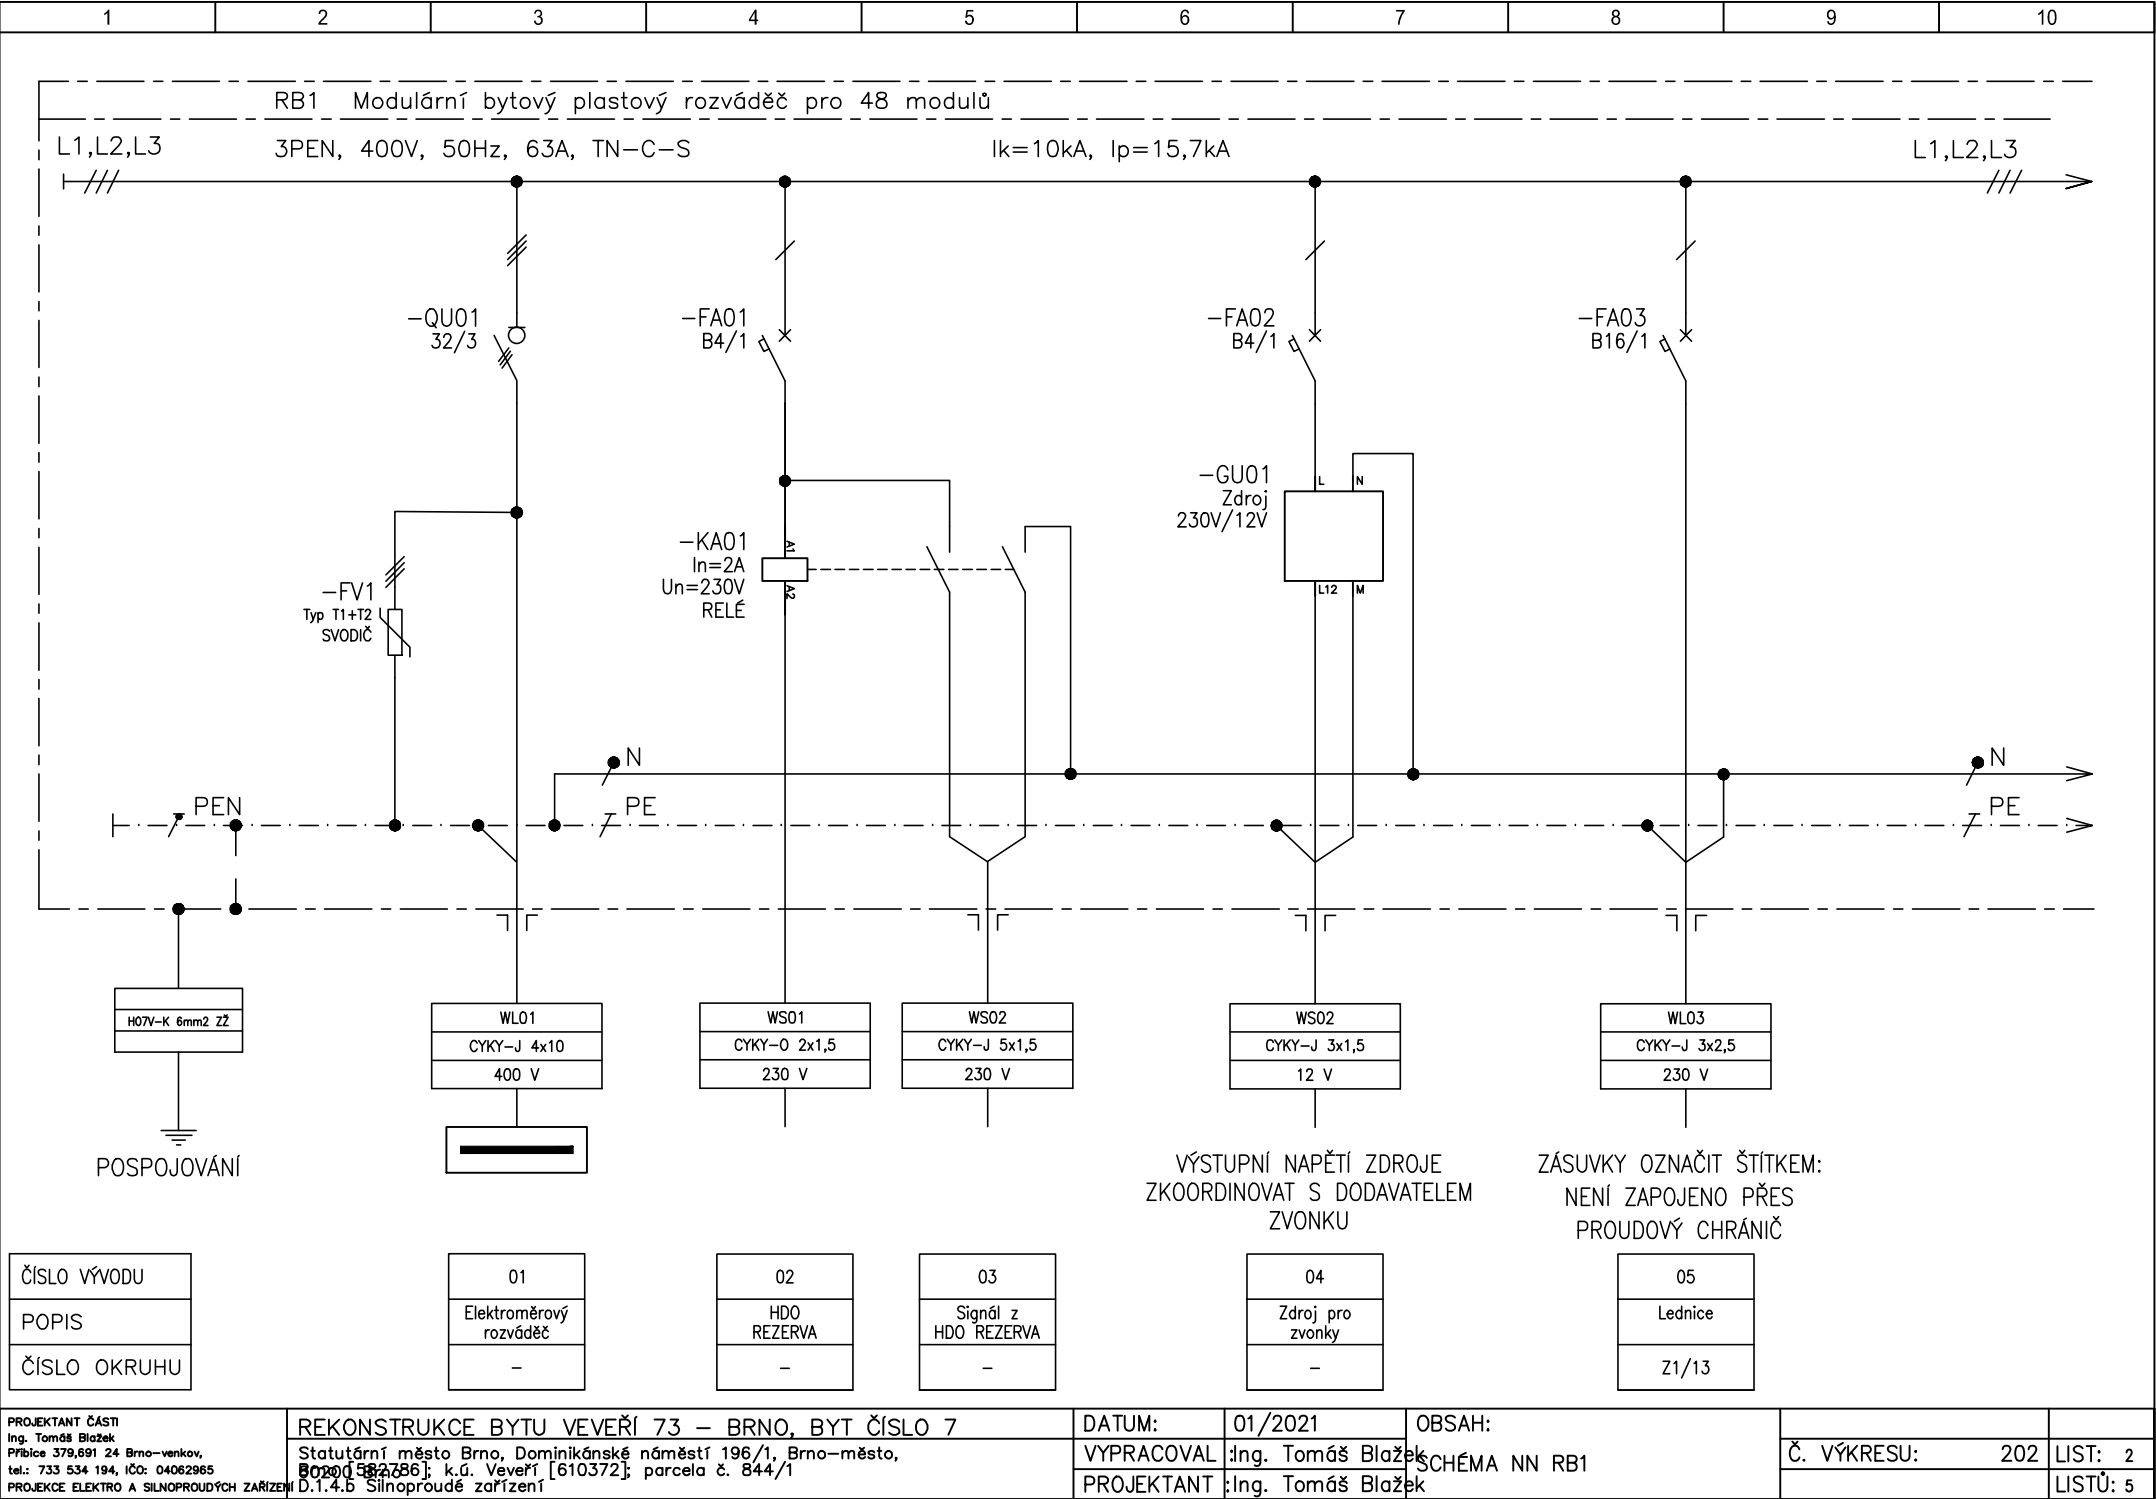 1 2 3 4 5 6 7 8 9 10
RB1 Modulární bytový plastový rozváděč pro 48 modulů
L1,L2,L3
3PEN, 400V, 50Hz, 63A, TN-C-S
Ik=10kA, Ip=15,7kA
L1,L2,L3
-QU01
32/3
-FA01
B4/1
-FA02
B4/1
-FA03
B16/1
-GU01
Zdroj
230V/12V
L N
L12 M
-KA01
In=2A
Un=230V
RELÉ
A1
A2
-FV1
Typ T1+T2
SVODIČ
N
N
PEN
PE
PE
H07V-K 6mm2 ZŽ
POSPOJOVÁNÍ
WL01
CYKY-J 4x10
400 V
WS01
CYKY-O 2x1,5
230 V
WS02
CYKY-J 5x1,5
230 V
WS02
CYKY-J 3x1,5
12 V
WL03
CYKY-J 3x2,5
230 V
VÝSTUPNÍ NAPĚTÍ ZDROJE
ZKOORDINOVAT S DODAVATELEM
ZVONKU
ZÁSUVKY OZNAČIT ŠTÍTKEM:
NENÍ ZAPOJENO PŘES
PROUDOVÝ CHRÁNIČ
ČÍSLO VÝVODU
POPIS
ČÍSLO OKRUHU
01
Elektroměrový
rozváděč
-
02
HDO
REZERVA
-
03
Signál z
HDO REZERVA
-
04
Zdroj pro
zvonky
-
05
Lednice
Z1/13
PROJEKTANT ČÁSTI
Ing. Tomáš Blažek
Přibice 379,691 24 Brno-venkov,
tel.: 733 534 194, IČO: 04062965
PROJEKCE ELEKTRO A SILNOPROUDÝCH ZAŘÍZENÍ
REKONSTRUKCE BYTU VEVEŘÍ 73 - BRNO, BYT ČÍSLO 7
Statutární město Brno, Dominikánské náměstí 196/1, Brno-město,
60200 Brno
Brno [582786]; k.ú. Veveří [610372]; parcela č. 844/1
D.1.4.b Silnoproudé zařízení
DATUM: 01/2021
VYPRACOVAL :Ing. Tomáš Blažek
PROJEKTANT :Ing. Tomáš Blažek
OBSAH:
SCHÉMA NN RB1
Č. VÝKRESU: 202
LIST: 2
LISTŮ: 5